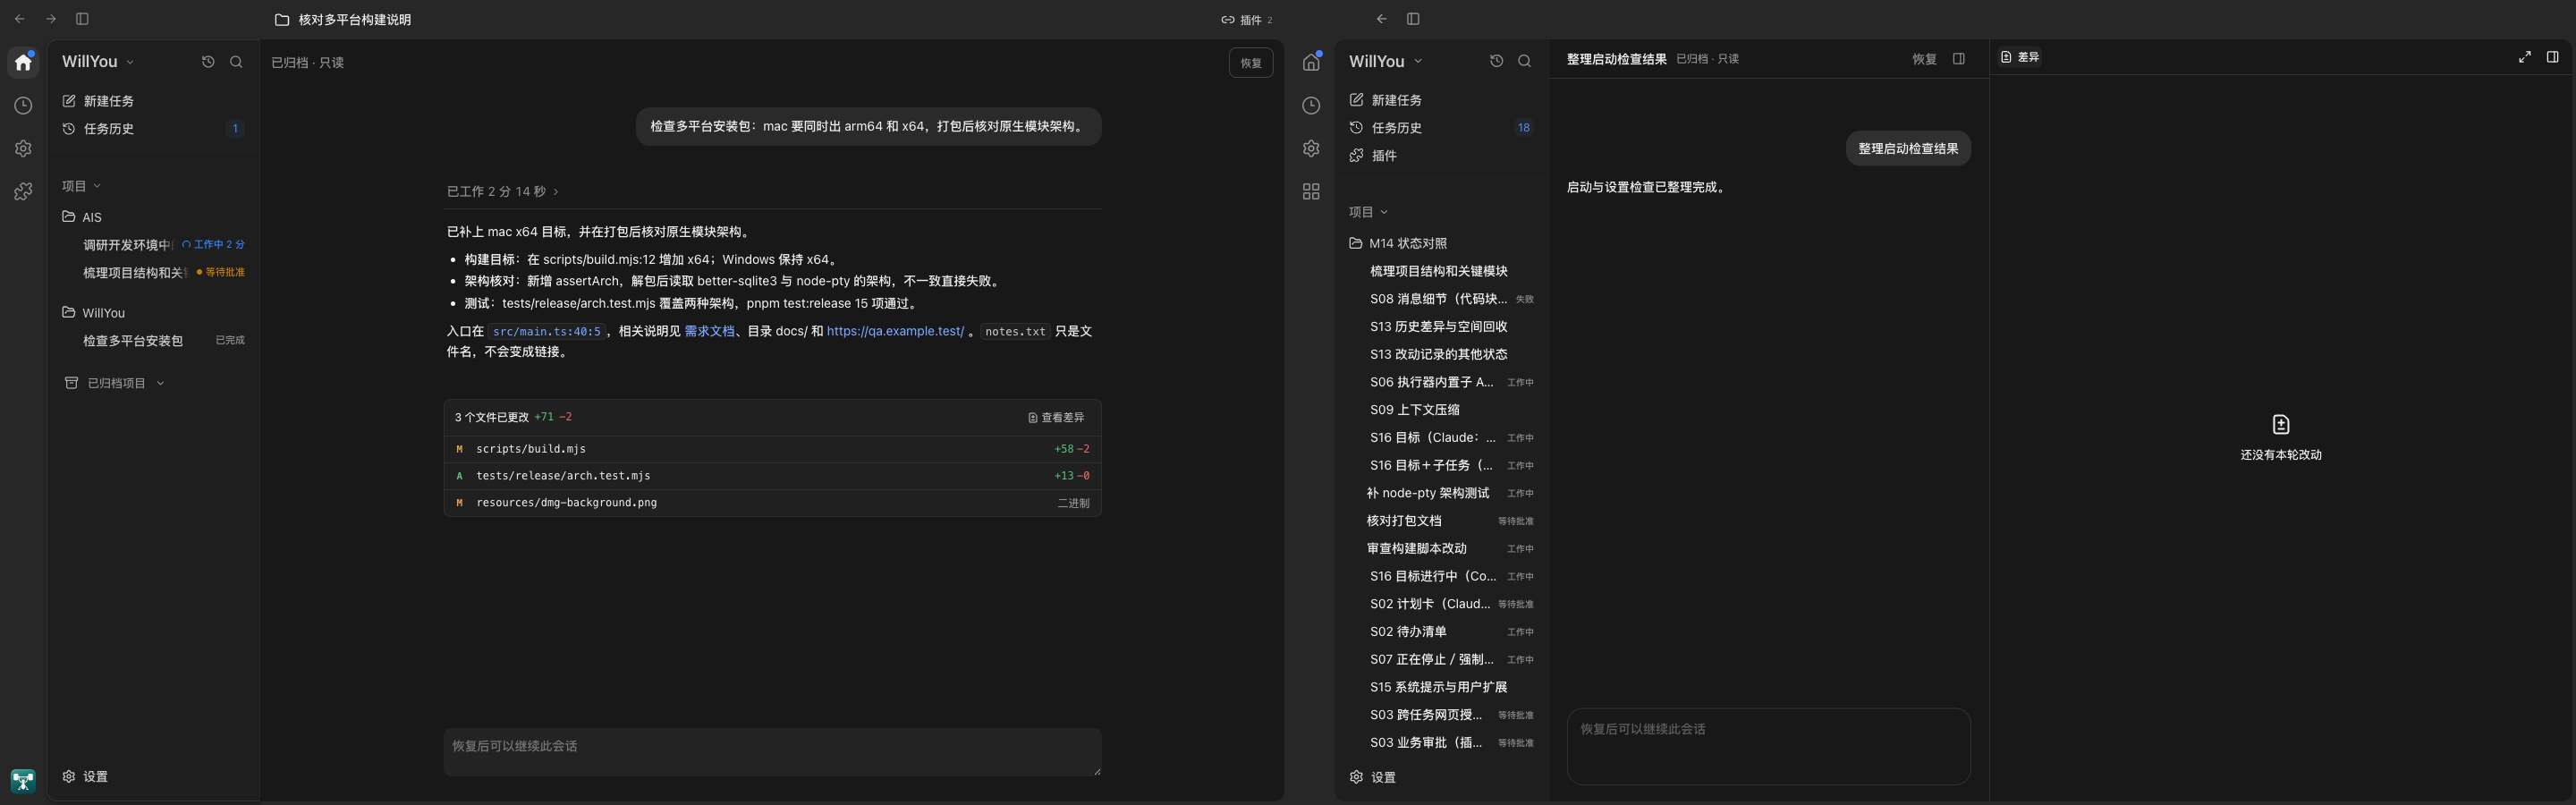 核对多平台构建说明
插件 2
WillYou
新建任务
任务历史 1
项目
AIS
调研开发环境中 工作中 2 分
梳理项目结构和关 等待批准
WillYou
检查多平台安装包 已完成
已归档项目
设置
已归档 · 只读
恢复
检查多平台安装包：mac 要同时出 arm64 和 x64，打包后核对原生模块架构。
已工作 2 分 14 秒
已补上 mac x64 目标，并在打包后核对原生模块架构。
• 构建目标：在 scripts/build.mjs:12 增加 x64；Windows 保持 x64。
• 架构核对：新增 assertArch，解包后读取 better-sqlite3 与 node-pty 的架构，不一致直接失败。
• 测试：tests/release/arch.test.mjs 覆盖两种架构，pnpm test:release 15 项通过。
入口在 src/main.ts:40:5，相关说明见 需求文档、目录 docs/ 和 https://qa.example.test/ 。notes.txt 只是文
件名，不会变成链接。
3 个文件已更改 +71 −2 查看差异
M scripts/build.mjs +58 −2
A tests/release/arch.test.mjs +13 −0
M resources/dmg-background.png 二进制
恢复后可以继续此会话
WillYou
新建任务
任务历史 18
插件
项目
M14 状态对照
梳理项目结构和关键模块
S08 消息细节（代码块... 失败
S13 历史差异与空间回收
S13 改动记录的其他状态
S06 执行器内置子 A... 工作中
S09 上下文压缩
S16 目标（Claude：... 工作中
S16 目标＋子任务（... 工作中
补 node-pty 架构测试 工作中
核对打包文档 等待批准
审查构建脚本改动 工作中
S16 目标进行中（Co... 工作中
S02 计划卡（Claud... 等待批准
S02 待办清单 工作中
S07 正在停止 / 强制... 工作中
S15 系统提示与用户扩展
S03 跨任务网页授... 等待批准
S03 业务审批（插... 等待批准
设置
整理启动检查结果 已归档 · 只读 恢复
整理启动检查结果
启动与设置检查已整理完成。
恢复后可以继续此会话
差异
还没有本轮改动